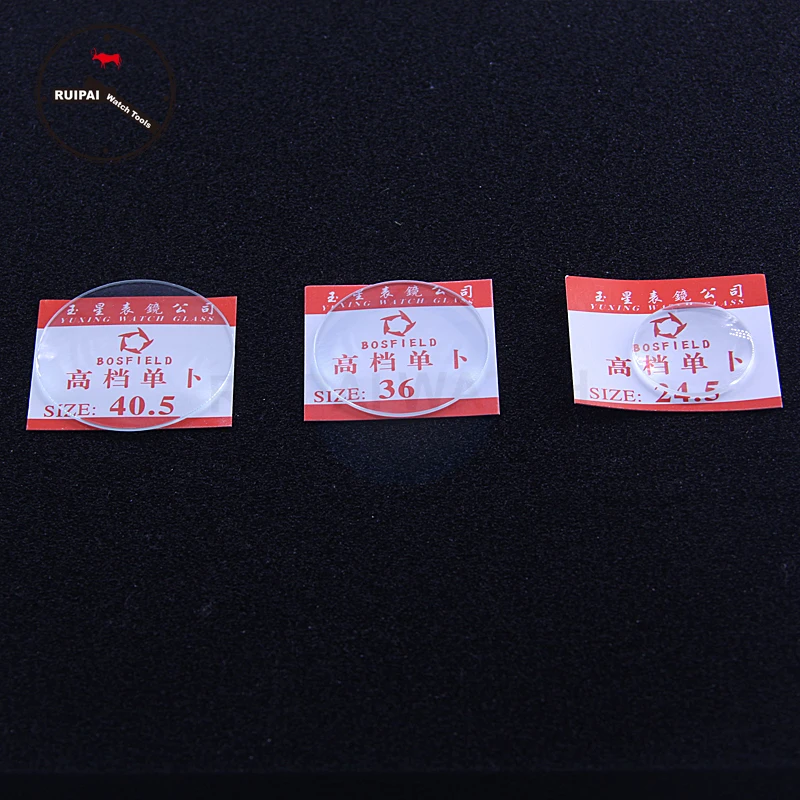 RUIPAI Watch Tools
玉星表鏡公司
YUXING WATCH GLASS
BOSFIELD
高档单卜
SIZE: 40.5
玉星表鏡公司
YUXING WATCH GLASS
BOSFIELD
高档单卜
SIZE: 36
玉星表鏡公司
YUXING WATCH GLASS
BOSFIELD
高档单卜
SIZE: 24.5